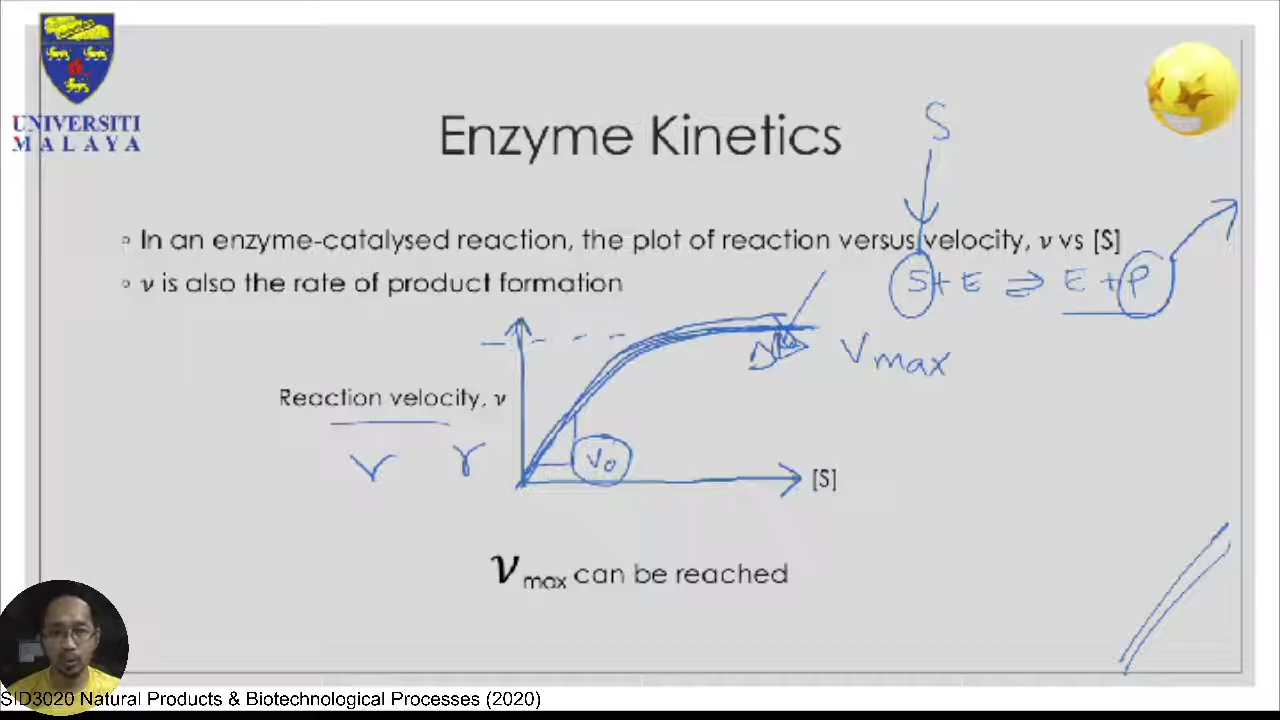 UNIVERSITI
MALAYA
Enzyme Kinetics
S
◦ In an enzyme-catalysed reaction, the plot of reaction versus velocity, ν vs [S]
◦ ν is also the rate of product formation
S + E ⇌ E + P
Vmax
Reaction velocity, ν
V r
V₀
[S]
νmax can be reached
SID3020 Natural Products & Biotechnological Processes (2020)